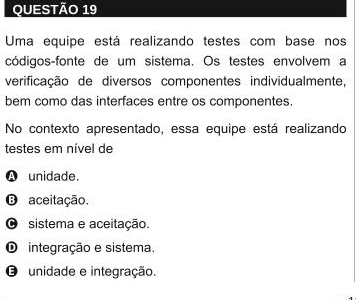 QUESTÃO 19
Uma equipe está realizando testes com base nos
códigos-fonte de um sistema. Os testes envolvem a
verificação de diversos componentes individualmente,
bem como das interfaces entre os componentes.
No contexto apresentado, essa equipe está realizando
testes em nível de
A unidade.
B aceitação.
C sistema e aceitação.
D integração e sistema.
E unidade e integração.